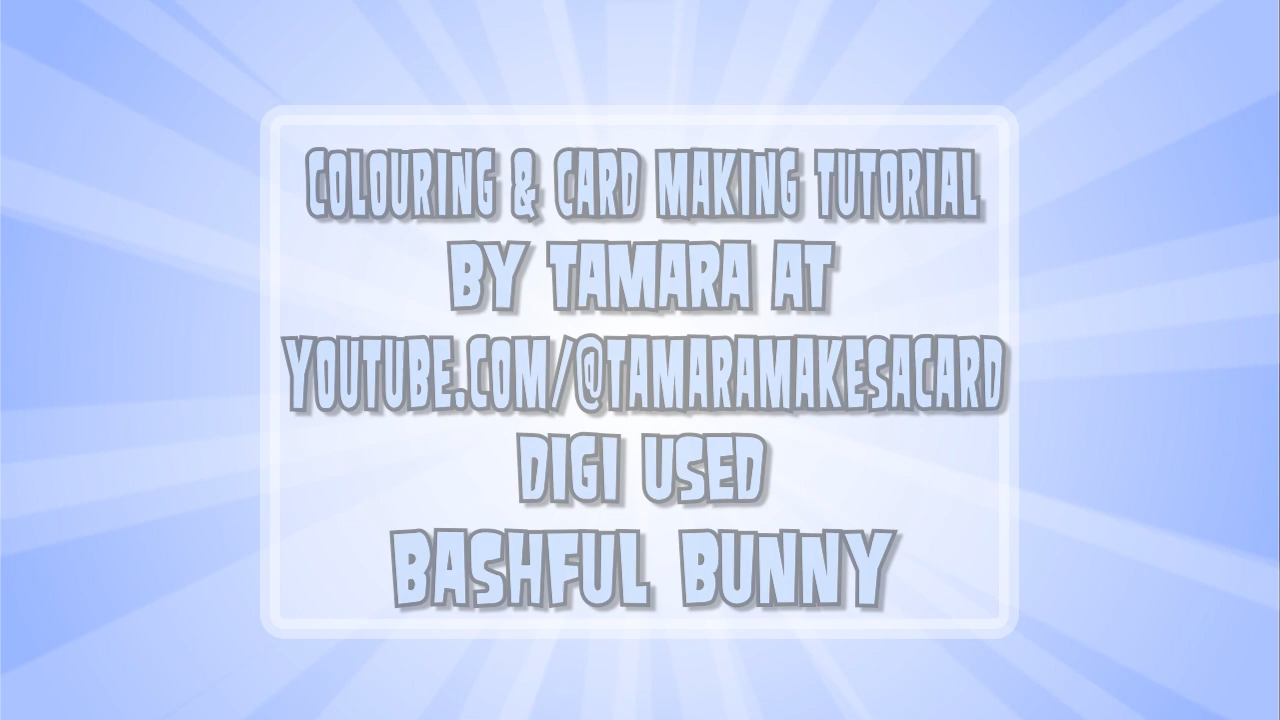 COLOURING & CARD MAKING TUTORIAL
BY TAMARA AT
YOUTUBE.COM/@TAMARAMAKESACARD
DIGI USED
BASHFUL BUNNY